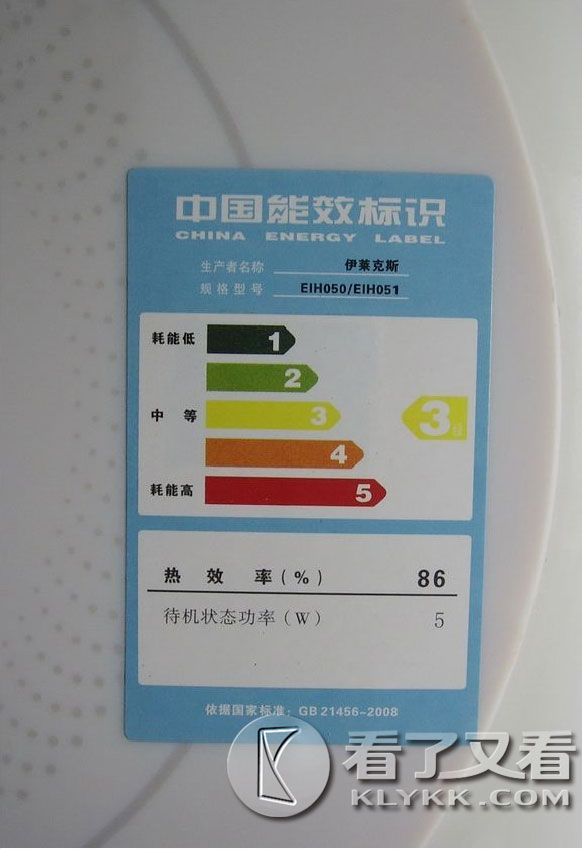 中国能效标识
CHINA ENERGY LABEL
生产者名称 伊莱克斯
规格型号 EIH050/EIH051
耗能低 1
2
中等 3 3级
4
耗能高 5
热效率(%) 86
待机状态功率(W) 5
依据国家标准: GB 21456-2008
看了又看
KLYKK.COM